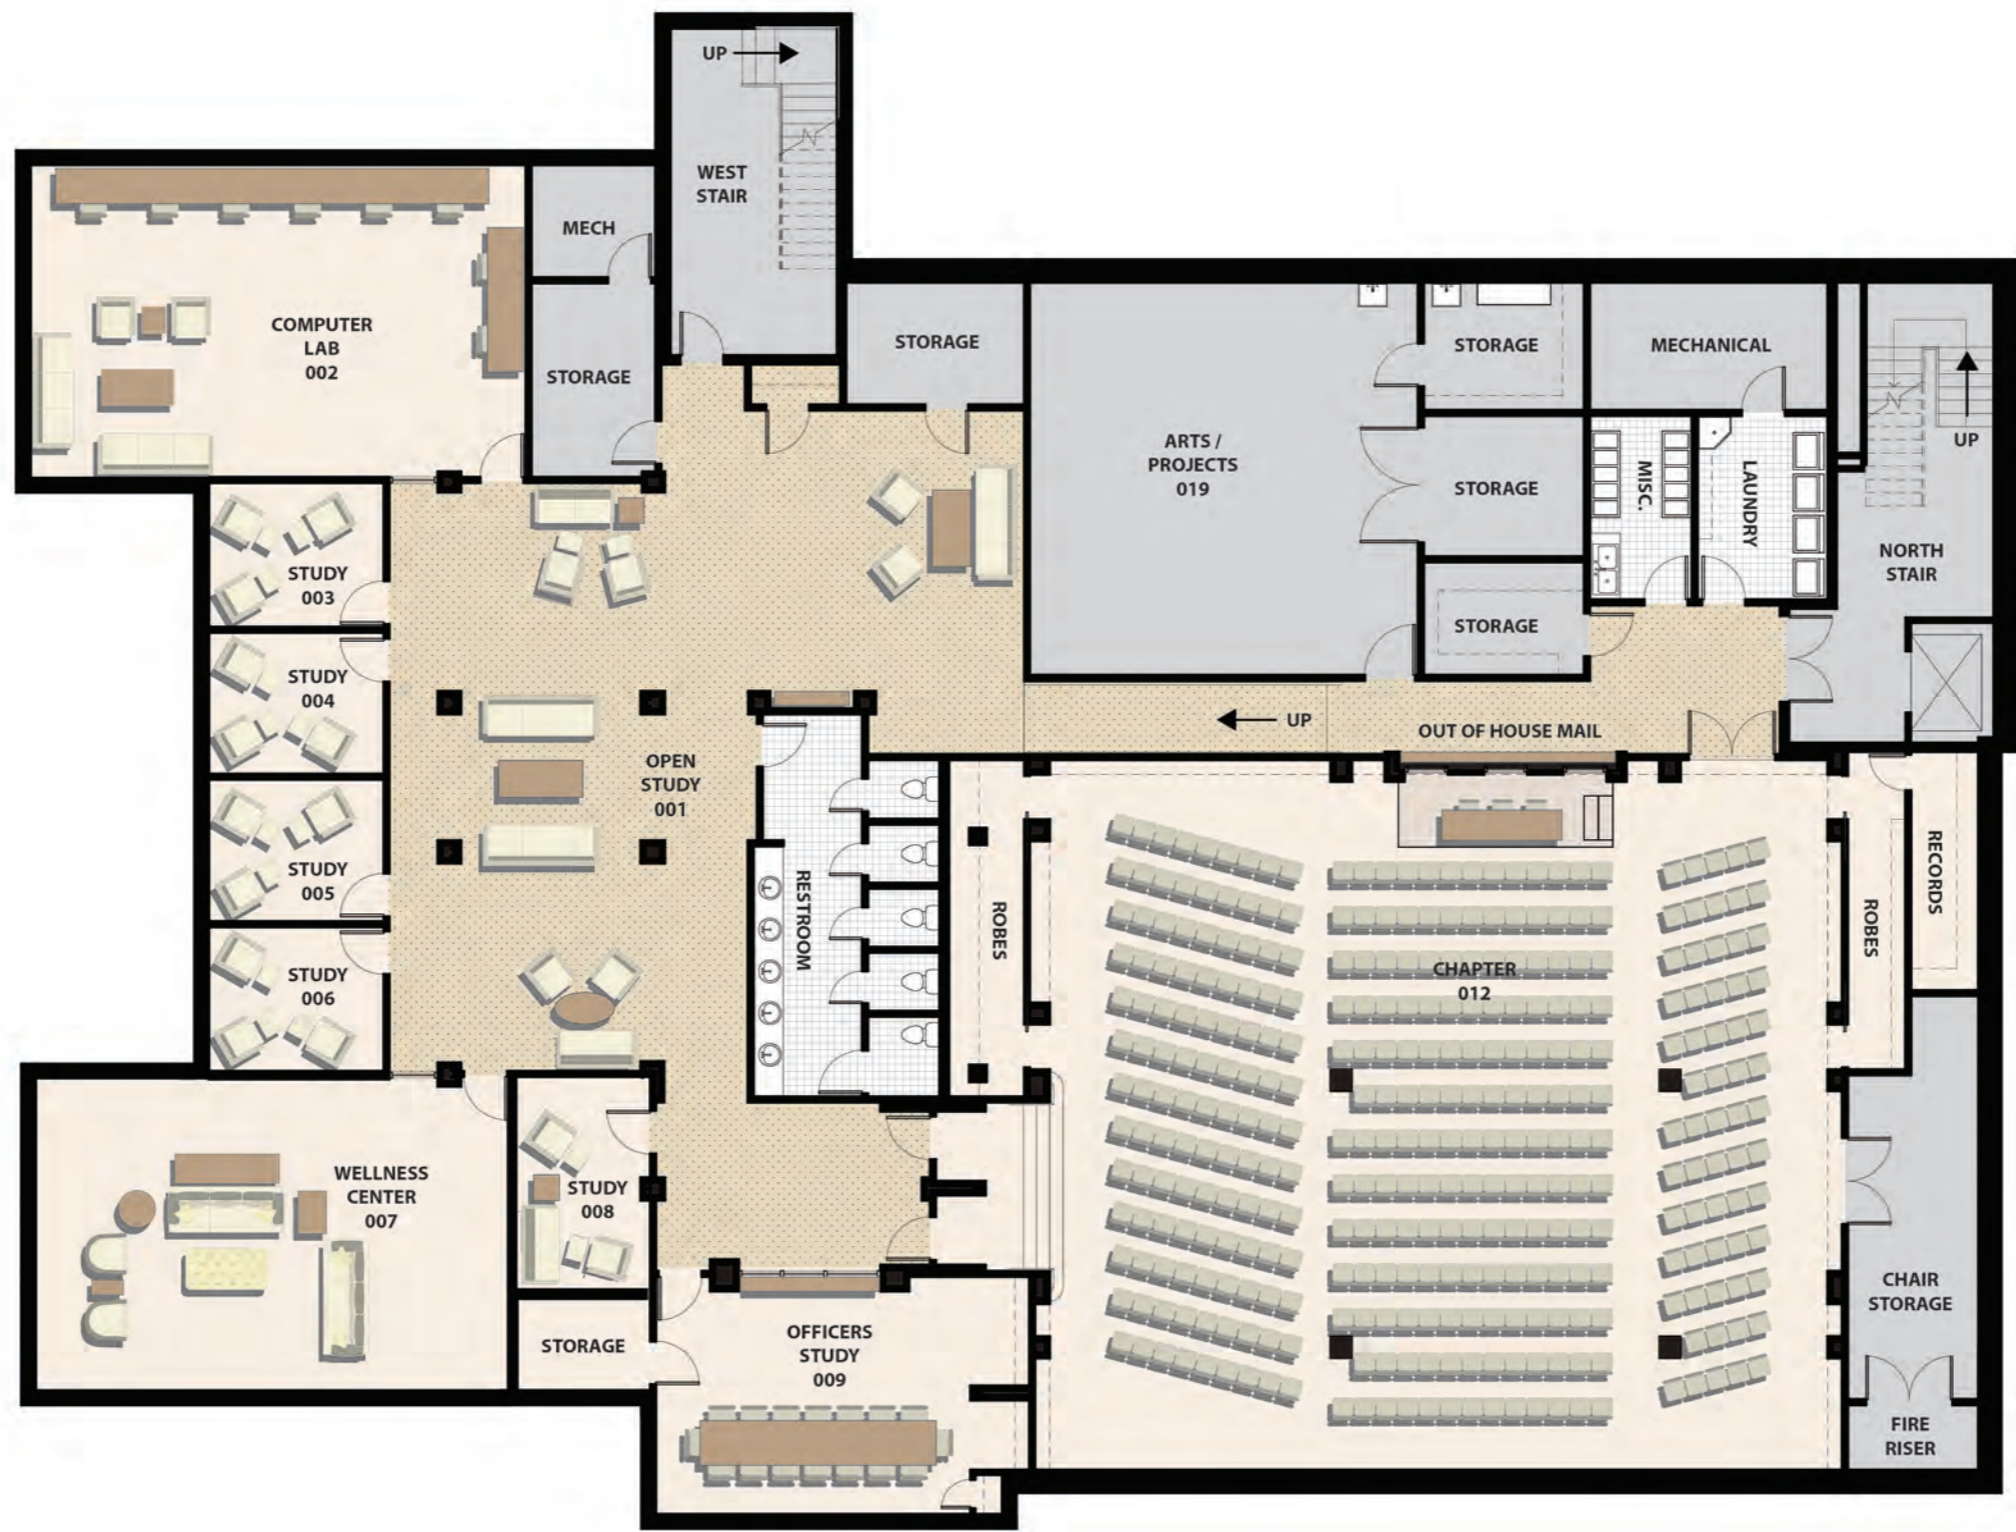 UP
WEST
STAIR
MECH
COMPUTER
LAB
002
STORAGE
STORAGE
STORAGE
MECHANICAL
ARTS /
PROJECTS
019
STORAGE
MISC.
LAUNDRY
UP
NORTH
STAIR
STORAGE
STUDY
003
STUDY
004
UP
OUT OF HOUSE MAIL
OPEN
STUDY
001
STUDY
005
RESTROOM
ROBES
CHAPTER
012
ROBES
RECORDS
STUDY
006
WELLNESS
CENTER
007
STUDY
008
STORAGE
OFFICERS
STUDY
009
CHAIR
STORAGE
FIRE
RISER